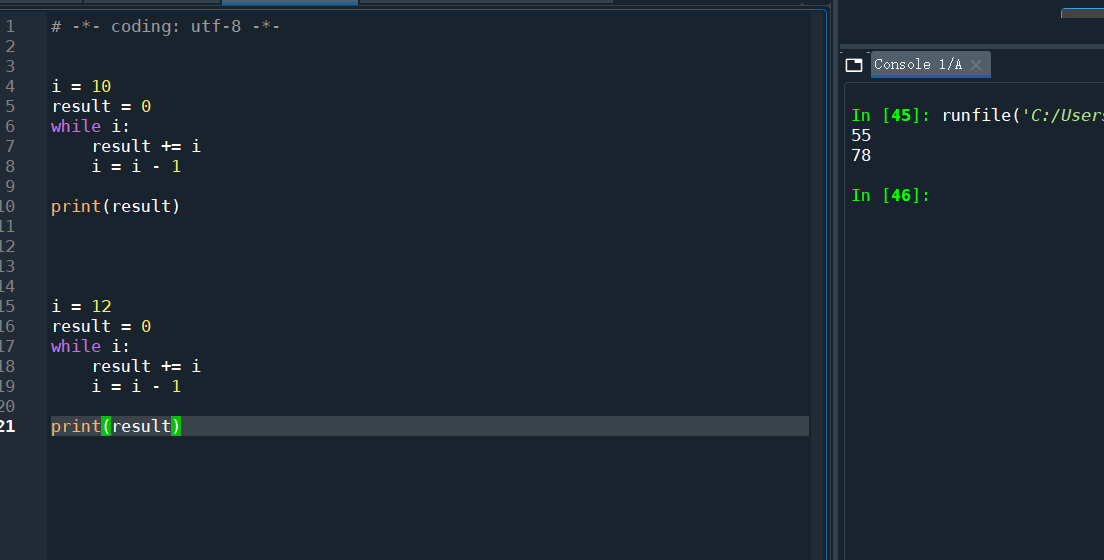 1 # -*- coding: utf-8 -*-
2
3
4 i = 10
5 result = 0
6 while i:
7     result += i
8     i = i - 1
9
10 print(result)
11
12
13
14
15 i = 12
16 result = 0
17 while i:
18     result += i
19     i = i - 1
20
21 print(result)
Console 1/A
In [45]: runfile('C:/Users
55
78
In [46]: